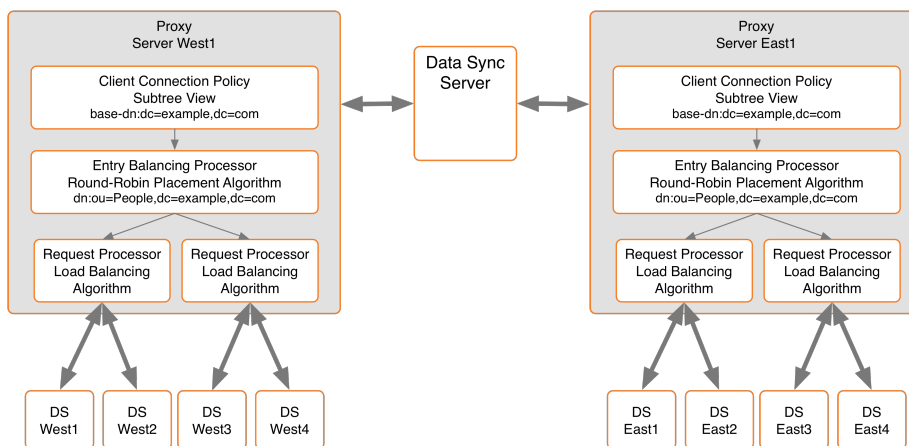 Proxy
Server West1
Client Connection Policy
Subtree View
base-dn:dc=example,dc=com
Entry Balancing Processor
Round-Robin Placement Algorithm
dn:ou=People,dc=example,dc=com
Request Processor
Load Balancing
Algorithm
Request Processor
Load Balancing
Algorithm
DS
West1
DS
West2
DS
West3
DS
West4
Data Sync
Server
Proxy
Server East1
Client Connection Policy
Subtree View
base-dn:dc=example,dc=com
Entry Balancing Processor
Round-Robin Placement Algorithm
dn:ou=People,dc=example,dc=com
Request Processor
Load Balancing
Algorithm
Request Processor
Load Balancing
Algorithm
DS
East1
DS
East2
DS
East3
DS
East4